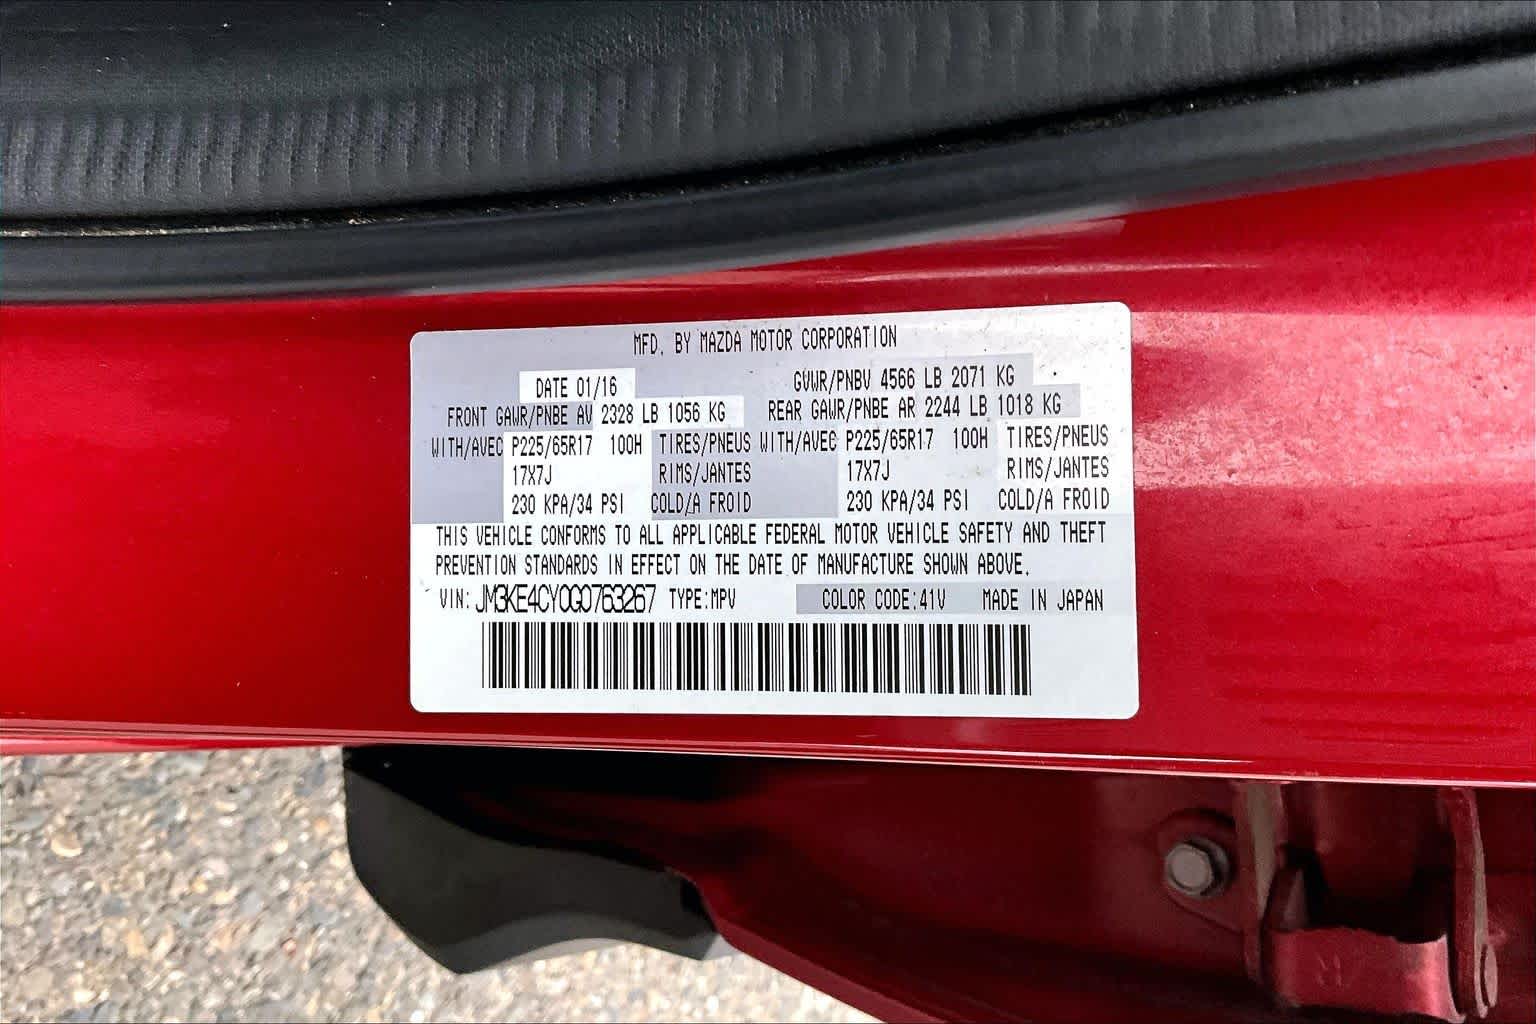 MFD. BY MAZDA MOTOR CORPORATION
DATE 01/16 GVWR/PNBV 4566 LB 2071 KG
FRONT GAWR/PNBE AV 2328 LB 1056 KG REAR GAWR/PNBE AR 2244 LB 1018 KG
WITH/AVEC P225/65R17 100H TIRES/PNEUS WITH/AVEC P225/65R17 100H TIRES/PNEUS
17X7J RIMS/JANTES 17X7J RIMS/JANTES
230 KPA/34 PSI COLD/A FROID 230 KPA/34 PSI COLD/A FROID
THIS VEHICLE CONFORMS TO ALL APPLICABLE FEDERAL MOTOR VEHICLE SAFETY AND THEFT
PREVENTION STANDARDS IN EFFECT ON THE DATE OF MANUFACTURE SHOWN ABOVE.
VIN: JM3KE4CY0G0763267 TYPE:MPV COLOR CODE:41V MADE IN JAPAN